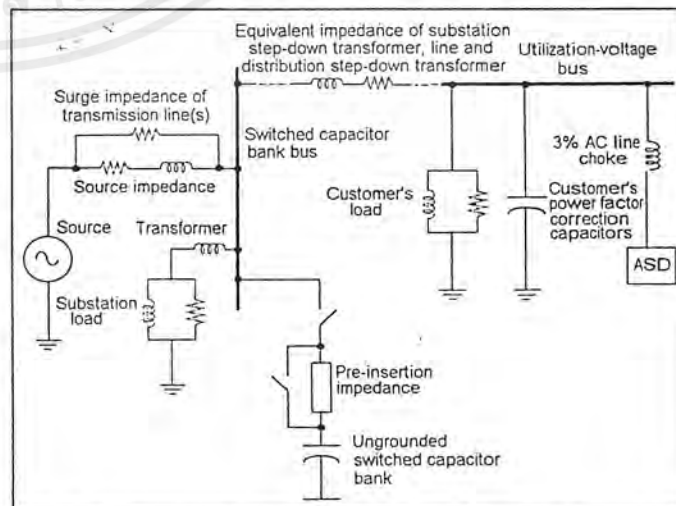 Equivalent impedance of substation
step-down transformer, line and
distribution step-down transformer
Utilization-voltage
bus
Surge impedance of
transmission line(s)
Switched capacitor
bank bus
3% AC line
choke
Source impedance
Customer's
load
Customer's
power factor
correction
capacitors
Source
Transformer
ASD
Substation
load
Pre-insertion
impedance
Ungrounded
switched capacitor
bank